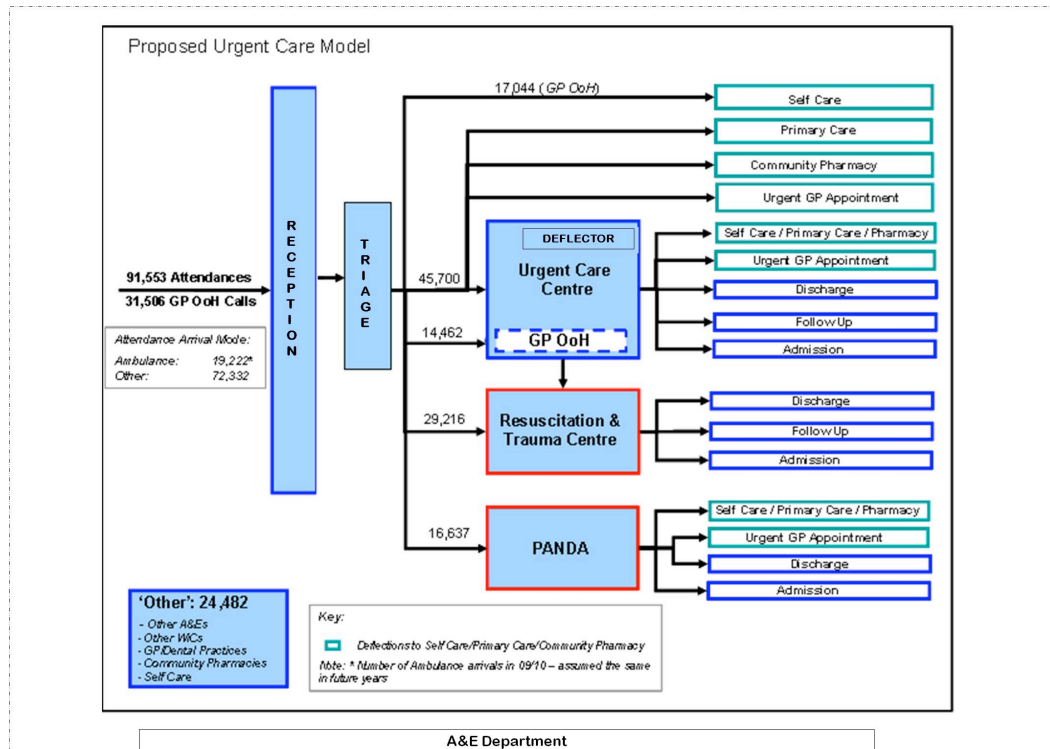 Proposed Urgent Care Model
17,044 (GP OoH)
Self Care
Primary Care
Community Pharmacy
Urgent GP Appointment
RECEPTION
TRIAGE
DEFLECTOR
Urgent Care
Centre
GP OoH
Self Care / Primary Care / Pharmacy
Urgent GP Appointment
Discharge
Follow Up
Admission
91,553 Attendances
31,506 GP OoH Calls
45,700
14,462
Attendance Arrival Mode:
Ambulance: 19,222*
Other: 72,332
29,216
Resuscitation &
Trauma Centre
Discharge
Follow Up
Admission
16,637
PANDA
Self Care / Primary Care / Pharmacy
Urgent GP Appointment
Discharge
Admission
'Other': 24,482
- Other A&Es
- Other WiCs
- GP/Dental Practices
- Community Pharmacies
- Self Care
Key:
Deflections to Self Care/Primary Care/Community Pharmacy
Note: * Number of Ambulance arrivals in 09/10 – assumed the same
in future years
A&E Department